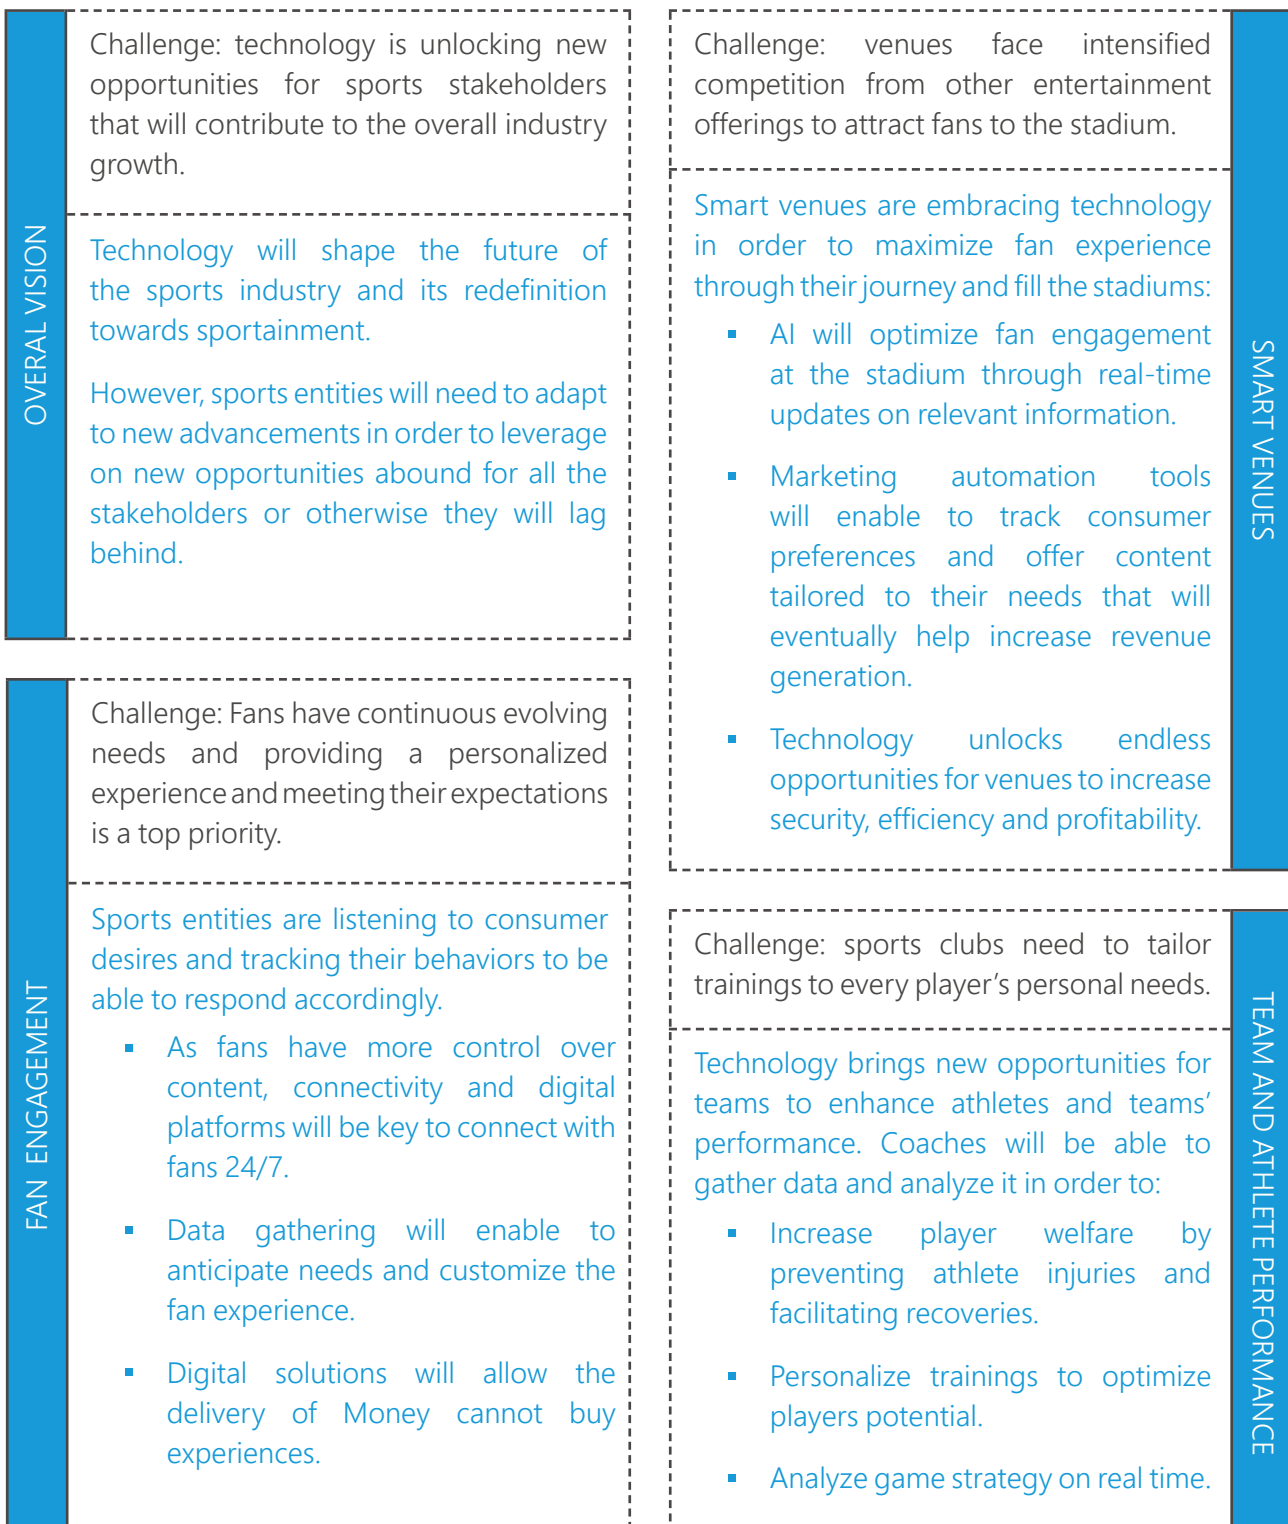 OVERAL VISION
Challenge: technology is unlocking new
opportunities for sports stakeholders
that will contribute to the overall industry
growth.
Technology will shape the future of
the sports industry and its redefinition
towards sportainment.
However, sports entities will need to adapt
to new advancements in order to leverage
on new opportunities abound for all the
stakeholders or otherwise they will lag
behind.
FAN ENGAGEMENT
Challenge: Fans have continuous evolving
needs and providing a personalized
experience and meeting their expectations
is a top priority.
Sports entities are listening to consumer
desires and tracking their behaviors to be
able to respond accordingly.
▪ As fans have more control over
content, connectivity and digital
platforms will be key to connect with
fans 24/7.
▪ Data gathering will enable to
anticipate needs and customize the
fan experience.
▪ Digital solutions will allow the
delivery of Money cannot buy
experiences.
SMART VENUES
Challenge: venues face intensified
competition from other entertainment
offerings to attract fans to the stadium.
Smart venues are embracing technology
in order to maximize fan experience
through their journey and fill the stadiums:
▪ AI will optimize fan engagement
at the stadium through real-time
updates on relevant information.
▪ Marketing automation tools
will enable to track consumer
preferences and offer content
tailored to their needs that will
eventually help increase revenue
generation.
▪ Technology unlocks endless
opportunities for venues to increase
security, efficiency and profitability.
TEAM AND ATHLETE PERFORMANCE
Challenge: sports clubs need to tailor
trainings to every player’s personal needs.
Technology brings new opportunities for
teams to enhance athletes and teams’
performance. Coaches will be able to
gather data and analyze it in order to:
▪ Increase player welfare by
preventing athlete injuries and
facilitating recoveries.
▪ Personalize trainings to optimize
players potential.
▪ Analyze game strategy on real time.